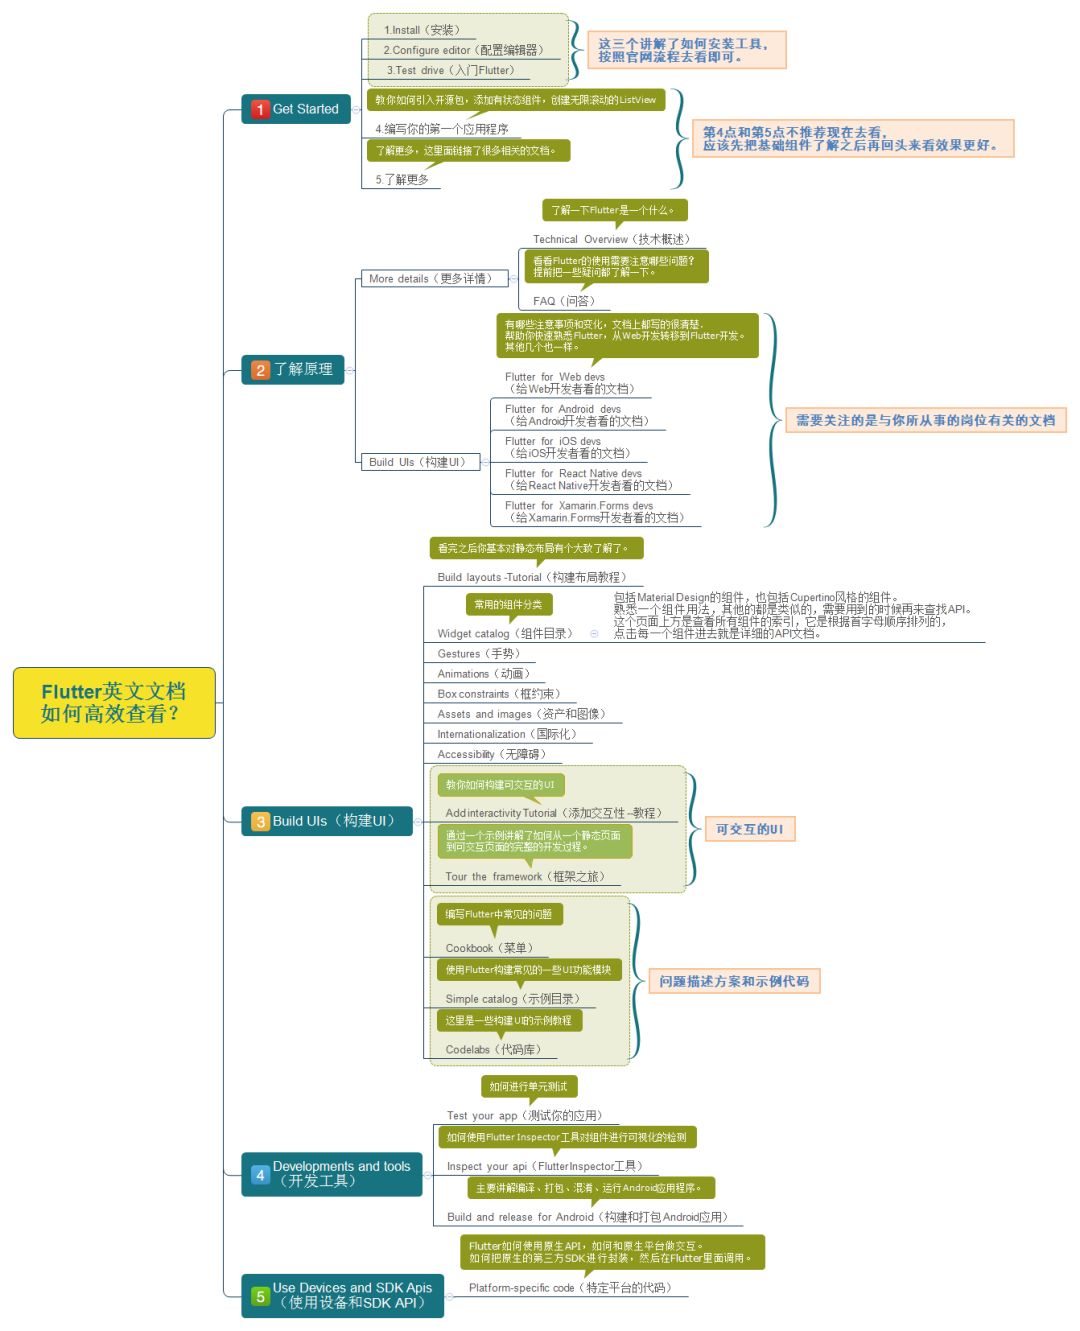 Flutter英文文档
如何高效查看？
1 Get Started
1.Install（安装）
2.Configure editor（配置编辑器）
3.Test drive（入门Flutter）
这三个讲解了如何安装工具，
按照官网流程去看即可。
教你如何引入开源包，添加有状态组件，创建无限滚动的ListView
4.编写你的第一个应用程序
了解更多，这里面链接了很多相关的文档。
5.了解更多
第4点和第5点不推荐现在去看，
应该先把基础组件了解之后再回头来看效果更好。
2 了解原理
More details（更多详情）
了解一下Flutter是一个什么。
Technical Overview（技术概述）
看看Flutter的使用需要注意哪些问题？
提前把一些疑问都了解一下。
FAQ（问答）
Build UIs（构建UI）
有哪些注意事项和变化，文档上都写的很清楚.
帮助你快速熟悉Flutter，从Web开发转移到Flutter开发。
其他几个也一样。
Flutter for Web devs
（给Web开发者看的文档）
Flutter for Android devs
（给Android开发者看的文档）
Flutter for iOS devs
（给iOS开发者看的文档）
Flutter for React Native devs
（给React Native开发者看的文档）
Flutter for Xamarin.Forms devs
（给Xamarin.Forms开发者看的文档）
需要关注的是与你所从事的岗位有关的文档
3 Build UIs（构建UI）
看完之后你基本对静态布局有个大致了解了。
Build layouts -Tutorial（构建布局教程）
常用的组件分类
Widget catalog（组件目录）
包括Material Design的组件，也包括Cupertino风格的组件。
熟悉一个组件用法，其他的都是类似的，需要用到的时候再来查找API。
这个页面上方是查看所有组件的索引，它是根据首字母顺序排列的，
点击每一个组件进去就是详细的API文档。
Gestures（手势）
Animations（动画）
Box constraints（框约束）
Assets and images（资产和图像）
Internationalization（国际化）
Accessibility（无障碍）
教你如何构建可交互的UI
Add interactivity Tutorial（添加交互性--教程）
通过一个示例讲解了如何从一个静态页面
到可交互页面的完整的开发过程。
Tour the framework（框架之旅）
可交互的UI
编写Flutter中常见的问题
Cookbook（菜单）
使用Flutter构建常见的一些UI功能模块
Simple catalog（示例目录）
这里是一些构建UI的示例教程
Codelabs（代码库）
问题描述方案和示例代码
4 Developments and tools
（开发工具）
如何进行单元测试
Test your app（测试你的应用）
如何使用Flutter Inspector工具对组件进行可视化的检测
Inspect your api（Flutter Inspector工具）
主要讲解编译、打包、混淆、运行Android应用程序。
Build and release for Android（构建和打包Android应用）
5 Use Devices and SDK Apis
（使用设备和SDK API）
Flutter如何使用原生API，如何和原生平台做交互。
如何把原生的第三方SDK进行封装，然后在Flutter里面调用。
Platform-specific code（特定平台的代码）